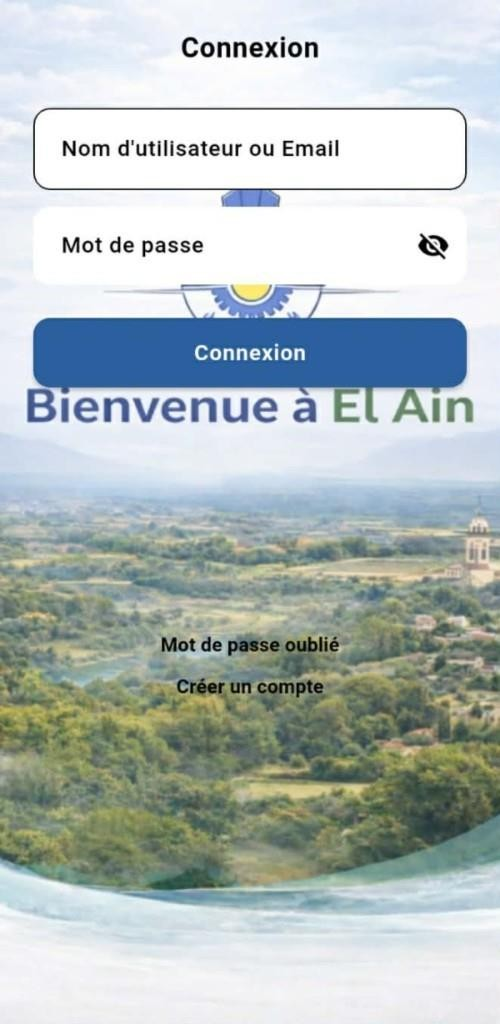 Connexion
Nom d'utilisateur ou Email
Mot de passe
Connexion
Bienvenue à El Ain
Mot de passe oublié
Créer un compte